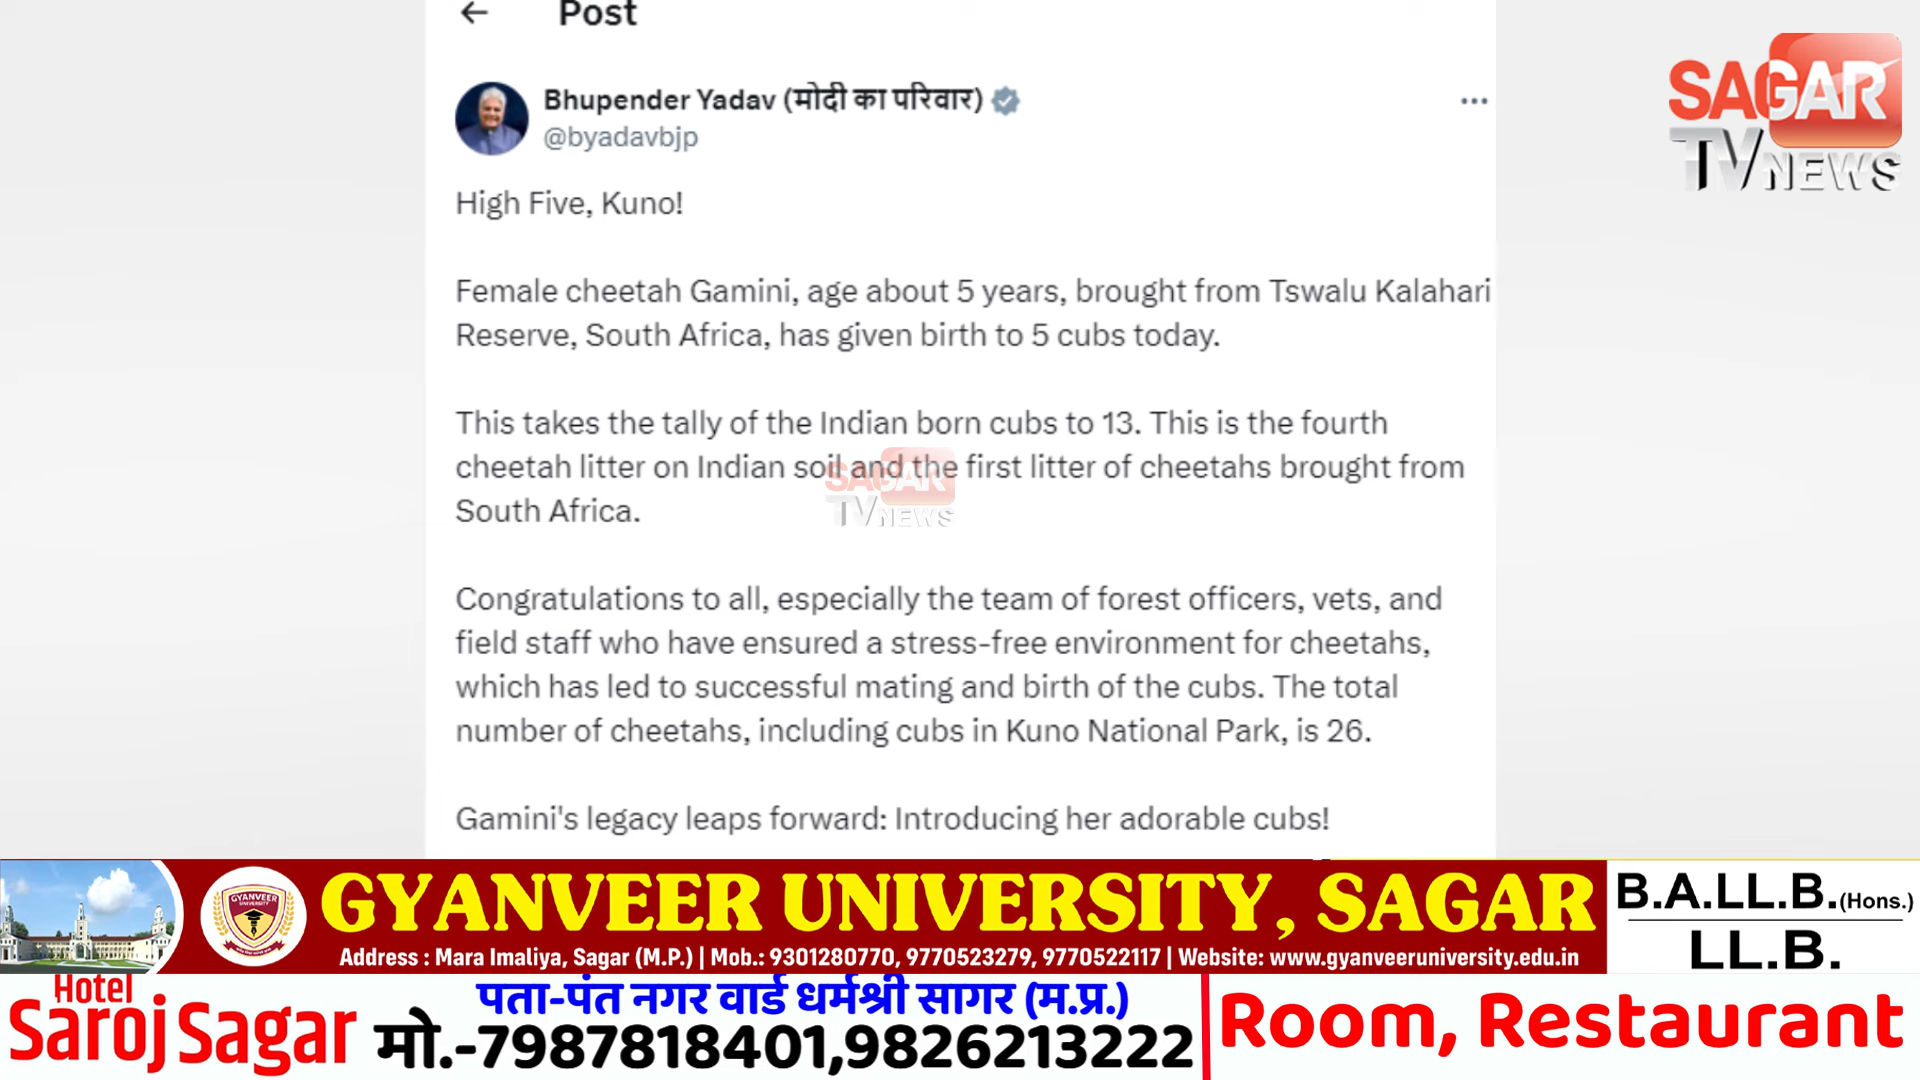 Post
SAGAR
TV NEWS
Bhupender Yadav (मोदी का परिवार)
@byadavbjp
High Five, Kuno!
Female cheetah Gamini, age about 5 years, brought from Tswalu Kalahari
Reserve, South Africa, has given birth to 5 cubs today.
This takes the tally of the Indian born cubs to 13. This is the fourth
cheetah litter on Indian soil and the first litter of cheetahs brought from
South Africa.
SAGAR
TV NEWS
Congratulations to all, especially the team of forest officers, vets, and
field staff who have ensured a stress-free environment for cheetahs,
which has led to successful mating and birth of the cubs. The total
number of cheetahs, including cubs in Kuno National Park, is 26.
Gamini's legacy leaps forward: Introducing her adorable cubs!
GYANVEER
UNIVERSITY
GYANVEER UNIVERSITY, SAGAR
Address : Mara Imaliya, Sagar (M.P.) | Mob.: 9301280770, 9770523279, 9770522117 | Website: www.gyanveeruniversity.edu.in
B.A.LL.B.(Hons.)
LL.B.
Hotel
Saroj Sagar
पता-पंत नगर वार्ड धर्मश्री सागर (म.प्र.)
मो.-7987818401,9826213222
Room, Restaurant